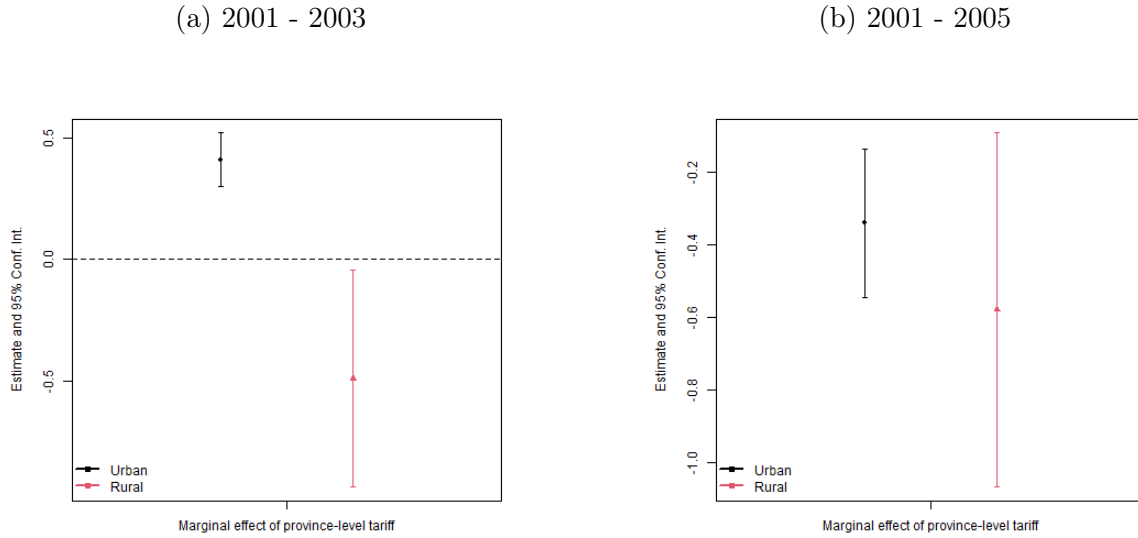 (a) 2001 - 2003
0.5
0.0
-0.5
Estimate and 95% Conf. Int.
Urban
Rural
Marginal effect of province-level tariff
(b) 2001 - 2005
-0.2
-0.4
-0.6
-0.8
-1.0
Estimate and 95% Conf. Int.
Urban
Rural
Marginal effect of province-level tariff